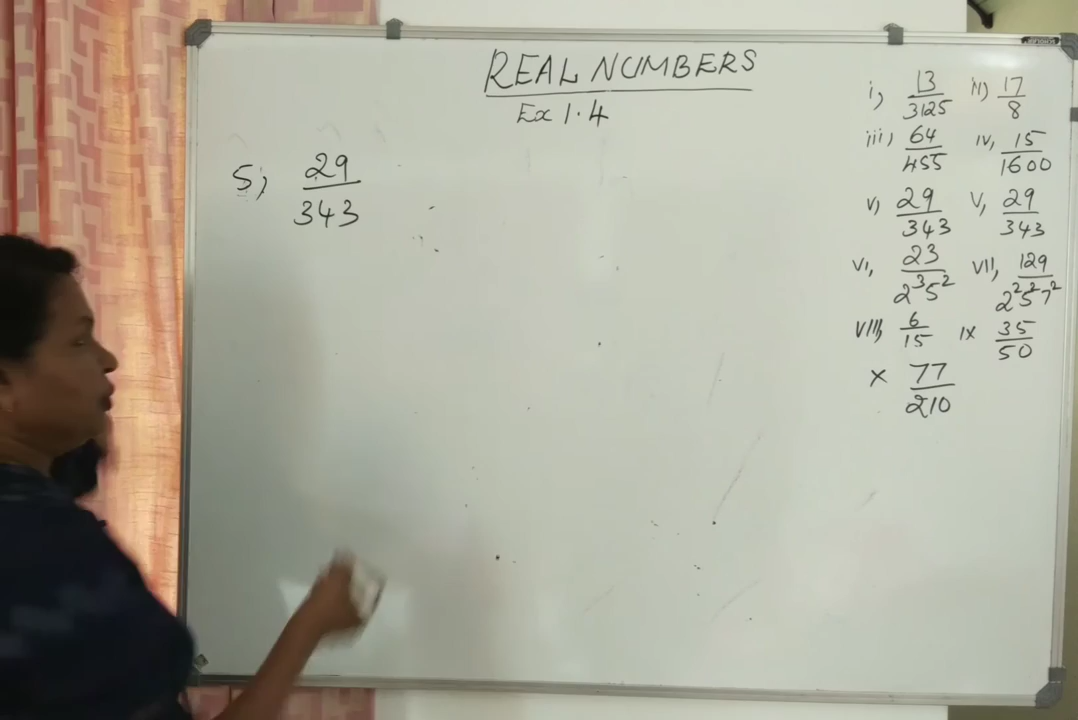 REAL NUMBERS
Ex 1.4
5) 29/343
i) 13/3125 ii) 17/8
iii) 64/455 iv, 15/1600
v) 29/343 v, 29/343
vi, 23/2³5² vii, 129/2²5²7²
viii, 6/15 ix 35/50
x 77/210